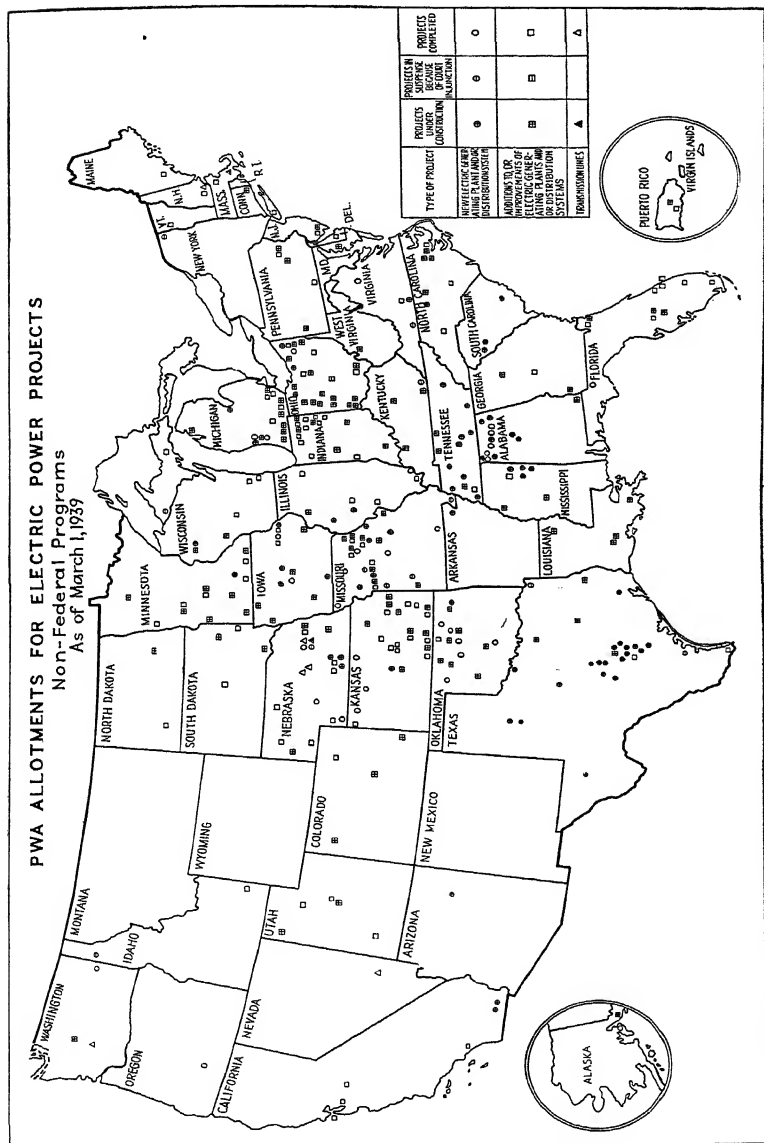 PWA ALLOTMENTS FOR ELECTRIC POWER PROJECTS
Non-Federal Programs
As of March 1, 1939
WASHINGTON
MONTANA
NORTH DAKOTA
MINNESOTA
MAINE
OREGON
IDAHO
SOUTH DAKOTA
WISCONSIN
MICHIGAN
VT.
N.H.
NEW YORK
MASS.
CONN.
R.I.
WYOMING
NEBRASKA
IOWA
ILLINOIS
INDIANA
OHIO
PENNSYLVANIA
N.J.
MD.
DEL.
CALIFORNIA
NEVADA
UTAH
COLORADO
KANSAS
MISSOURI
KENTUCKY
WEST
VIRGINIA
VIRGINIA
ARIZONA
NEW MEXICO
OKLAHOMA
TEXAS
ARKANSAS
TENNESSEE
NORTH CAROLINA
SOUTH CAROLINA
GEORGIA
ALABAMA
MISSISSIPPI
LOUISIANA
FLORIDA
ALASKA
PUERTO RICO
VIRGIN ISLANDS
TYPE OF PROJECT
PROJECTS
UNDER
CONSTRUCTION
PROJECTS IN
SUSPENSE
BECAUSE
OF COURT
INJUNCTION
PROJECTS
COMPLETED
NEW ELECTRIC GENER-
ATING PLANT AND/OR
DISTRIBUTION SYSTEM
ADDITIONS TO, OR
IMPROVEMENTS OF
ELECTRIC GENER-
ATING PLANTS AND
OR DISTRIBUTION
SYSTEMS
TRANSMISSION LINES